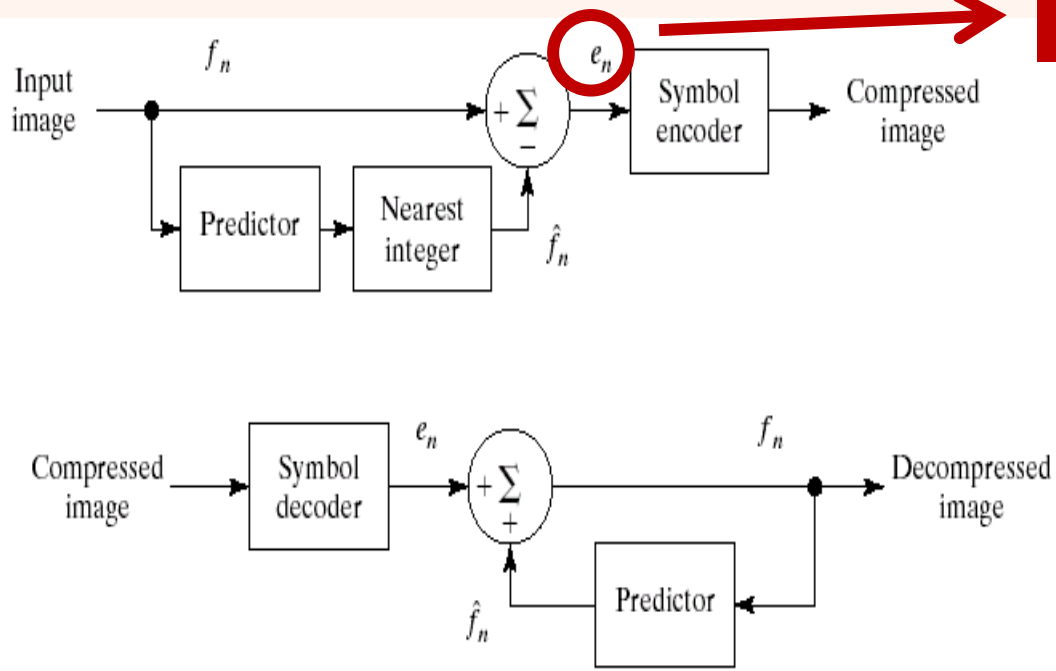 f_n
e_n
Input
image
+ Σ
−
Symbol
encoder
Compressed
image
Predictor
Nearest
integer
f̂_n
Compressed
image
Symbol
decoder
e_n
+ Σ
+
f_n
Decompressed
image
Predictor
f̂_n